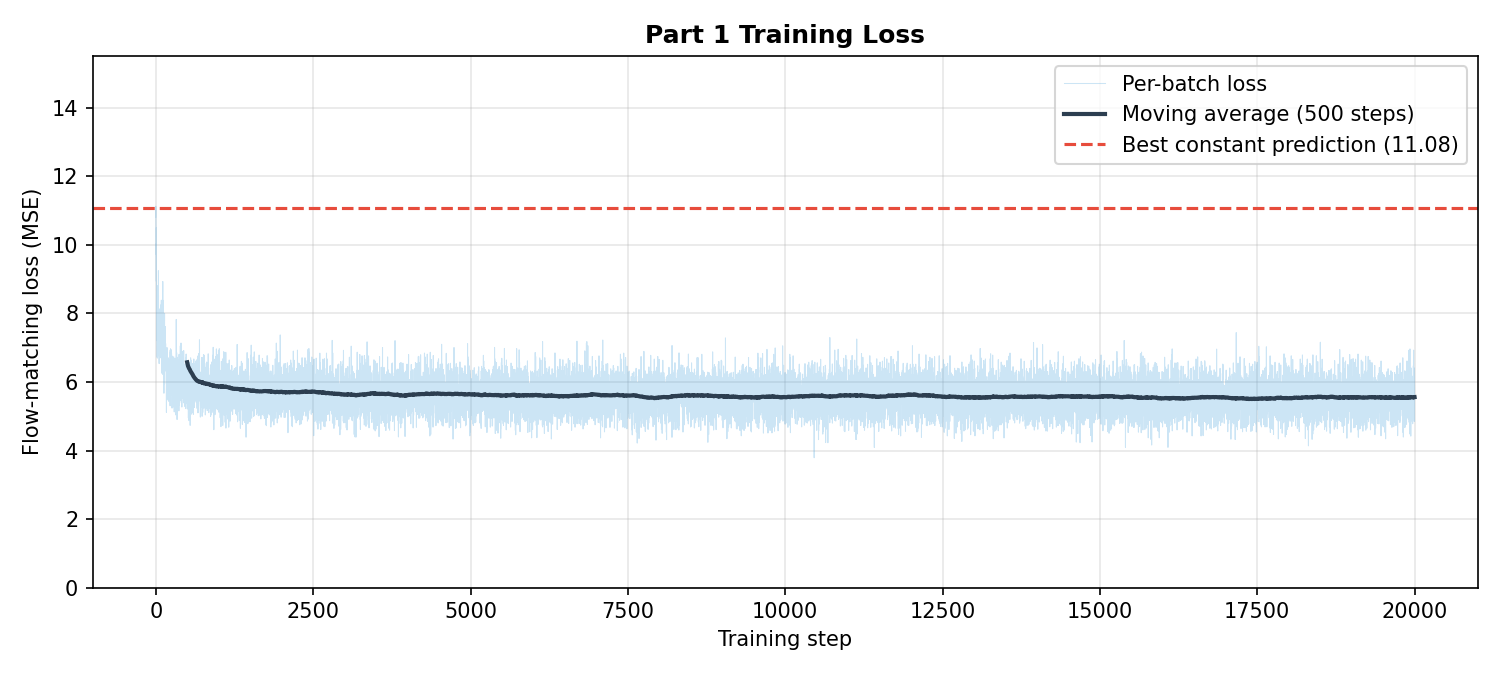 Part 1 Training Loss
Per-batch loss
Moving average (500 steps)
Best constant prediction (11.08)
Flow-matching loss (MSE)
14
12
10
8
6
4
2
0
0 2500 5000 7500 10000 12500 15000 17500 20000
Training step